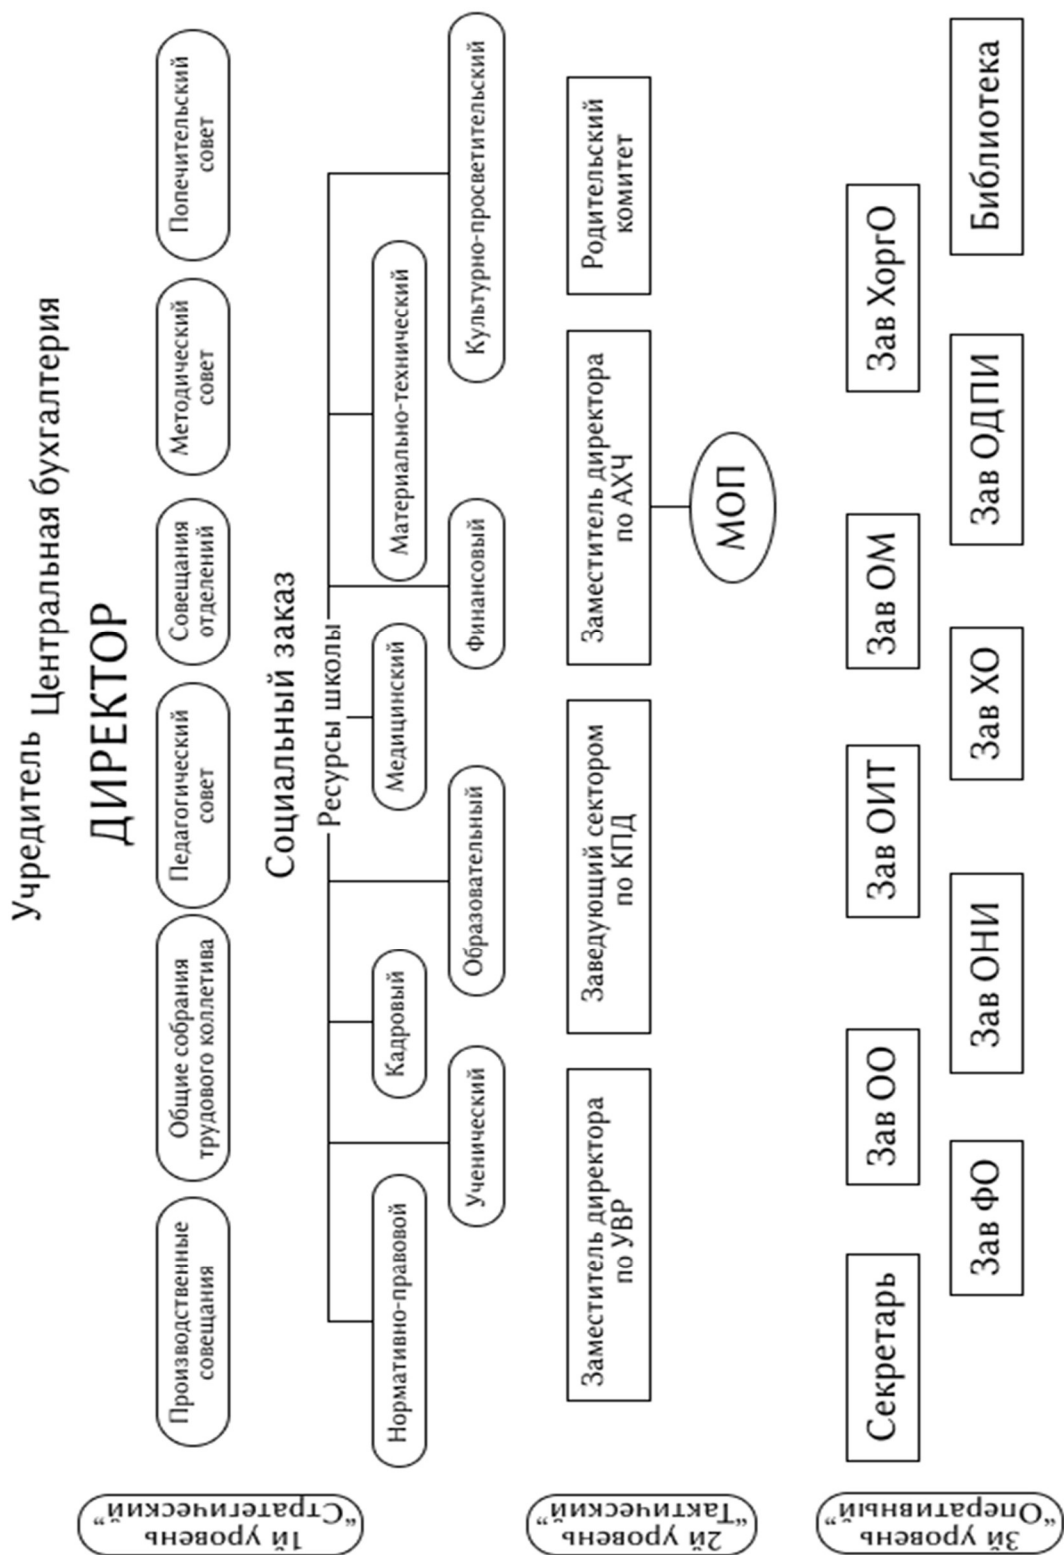 Учредитель
Центральная бухгалтерия
ДИРЕКТОР
1й уровень
“Стратегический”
Производственные
совещания
Общие собрания
трудового коллетива
Педагогический
совет
Совещания
отделений
Методический
совет
Попечительский
совет
Социальный заказ
Ресурсы школы
Нормативно-правовой
Кадровый
Медицинский
Материально-технический
Ученический
Образовательный
Финансовый
Культурно-просветительский
2й уровень
“Тактический”
Заместитель директора
по УВР
Заведующий сектором
по КПД
Заместитель директора
по АХЧ
Родительский
комитет
МОП
3й уровень
“Оперативный”
Секретарь
Зав ОО
Зав ОИТ
Зав ОМ
Зав ХоргО
Зав ФО
Зав ОНИ
Зав ХО
Зав ОДПИ
Библиотека